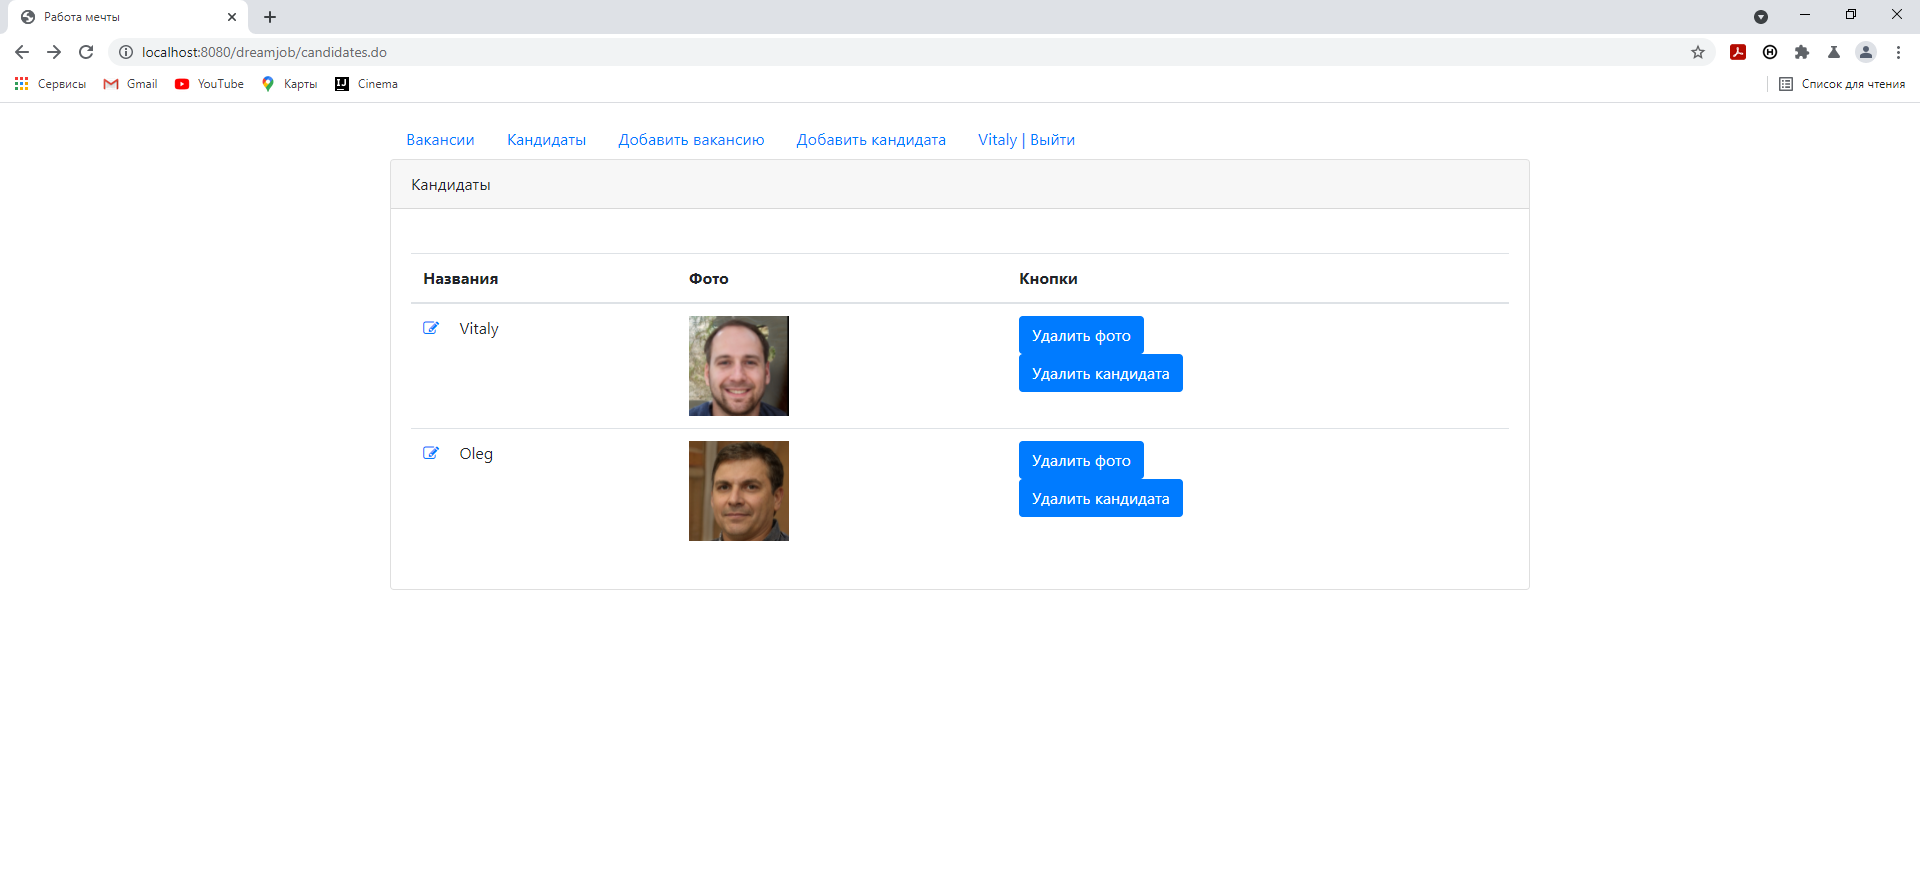 Работа мечты
localhost:8080/dreamjob/candidates.do
Сервисы Gmail YouTube Карты Cinema Список для чтения
Вакансии Кандидаты Добавить вакансию Добавить кандидата Vitaly | Выйти
Кандидаты
Названия Фото Кнопки
Vitaly Удалить фото
Удалить кандидата
Oleg Удалить фото
Удалить кандидата